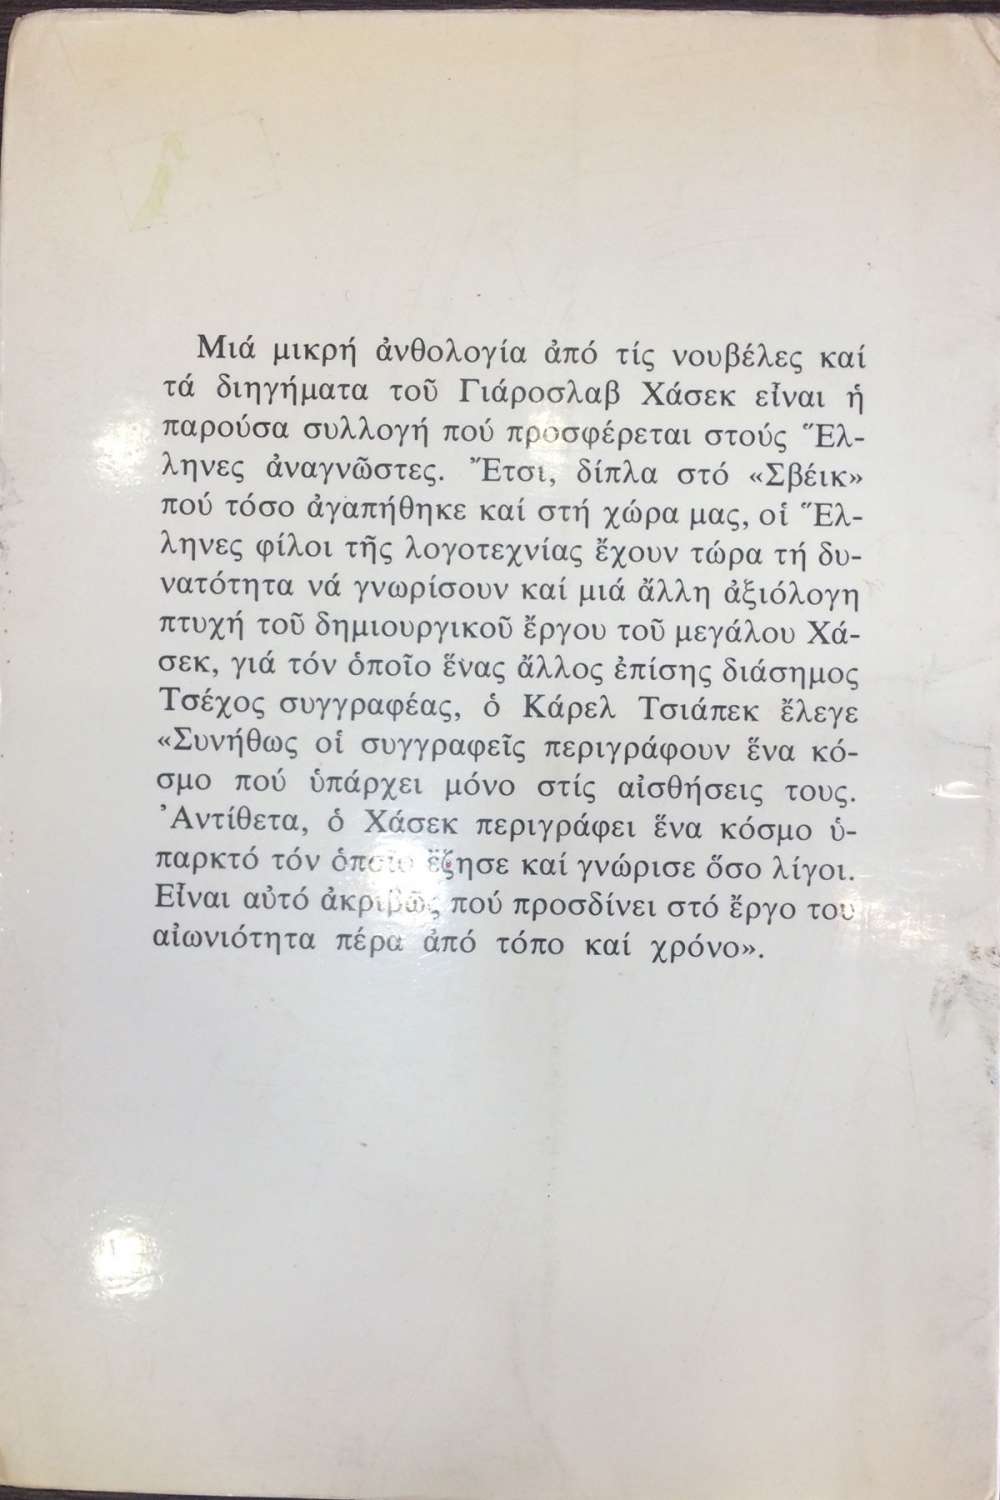 Μιά μικρή ἀνθολογία ἀπό τίς νουβέλες καί
τά διηγήματα τοῦ Γιάροσλαβ Χάσεκ εἶναι ἡ
παρούσα συλλογή πού προσφέρεται στούς Ἕλ-
ληνες ἀναγνῶστες. Ἔτσι, δίπλα στό «Σβέικ»
πού τόσο ἀγαπήθηκε καί στή χώρα μας, οἱ Ἕλ-
ληνες φίλοι τῆς λογοτεχνίας ἔχουν τώρα τή δυ-
νατότητα νά γνωρίσουν καί μιά ἄλλη ἀξιόλογη
πτυχή τοῦ δημιουργικοῦ ἔργου τοῦ μεγάλου Χά-
σεκ, γιά τόν ὁποῖο ἕνας ἄλλος ἐπίσης διάσημος
Τσέχος συγγραφέας, ὁ Κάρελ Τσιάπεκ ἔλεγε
«Συνήθως οἱ συγγραφεῖς περιγράφουν ἕνα κό-
σμο πού ὑπάρχει μόνο στίς αἰσθήσεις τους.
Ἀντίθετα, ὁ Χάσεκ περιγράφει ἕνα κόσμο ὑ-
παρκτό τόν ὁποῖο ἔζησε καί γνώρισε ὅσο λίγοι.
Εἶναι αὐτό ἀκριβῶς πού προσδίνει στό ἔργο του
αἰωνιότητα πέρα ἀπό τόπο καί χρόνο».